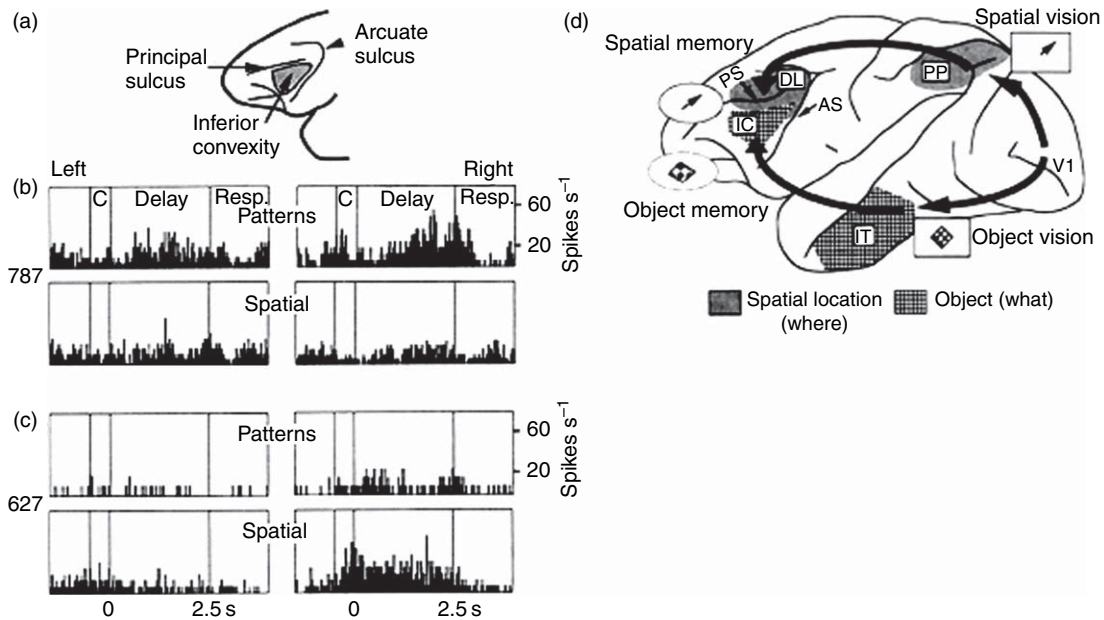 (a)
Principal
sulcus
Arcuate
sulcus
Inferior
convexity
(b)
Left
Right
C
Delay
Resp.
C
Delay
Resp.
Patterns
60
20
Spikes s⁻¹
787
Spatial
(c)
Patterns
60
20
Spikes s⁻¹
627
Spatial
0
2.5 s
0
2.5 s
(d)
Spatial vision
Spatial memory
PS
DL
PP
AS
IC
V1
Object memory
IT
Object vision
Spatial location
(where)
Object (what)